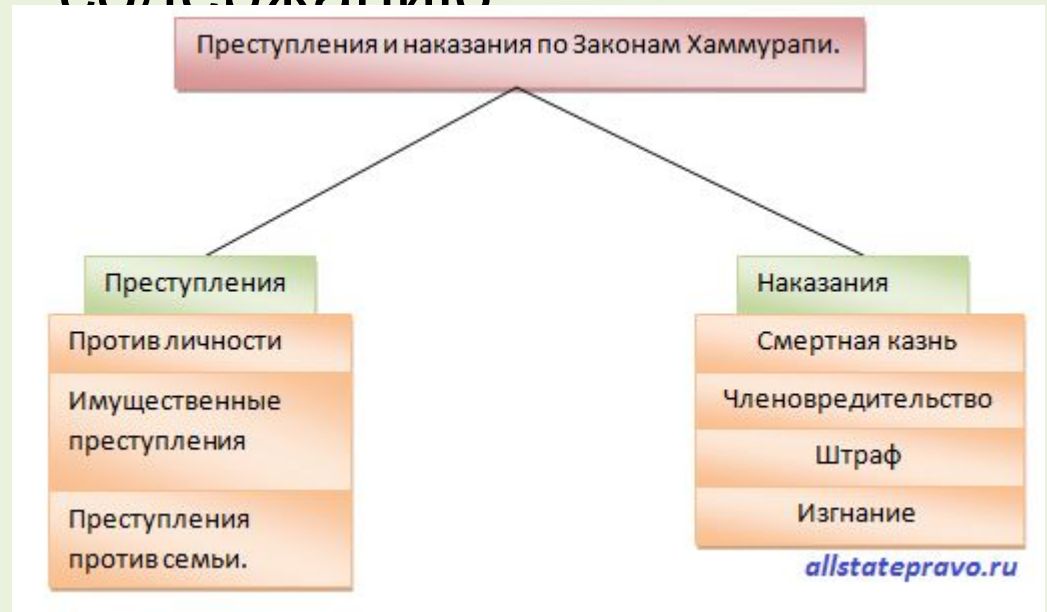 Преступления и наказания по Законам Хаммурапи.
Преступления
Против личности
Имущественные
преступления
Преступления
против семьи.
Наказания
Смертная казнь
Членовредительство
Штраф
Изгнание
allstatepravo.ru